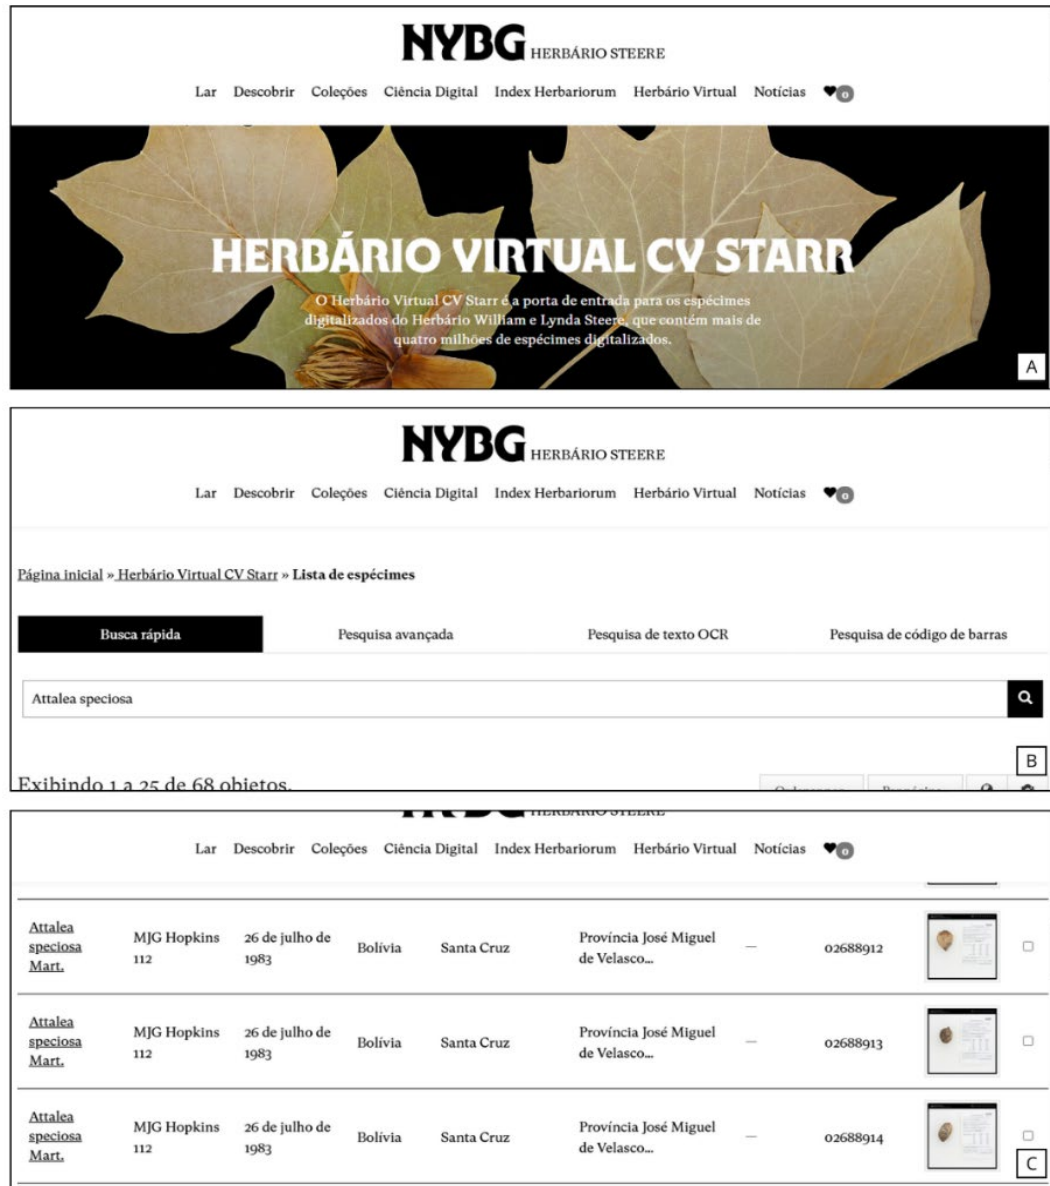 NYBG HERBÁRIO STEERE
Lar Descobrir Coleções Ciência Digital Index Herbariorum Herbário Virtual Notícias 0
HERBÁRIO VIRTUAL CV STARR
O Herbário Virtual CV Starr é a porta de entrada para os espécimes
digitalizados do Herbário William e Lynda Steere, que contém mais de
quatro milhões de espécimes digitalizados.
A
NYBG HERBÁRIO STEERE
Lar Descobrir Coleções Ciência Digital Index Herbariorum Herbário Virtual Notícias 0
Página inicial » Herbário Virtual CV Starr » Lista de espécimes
Busca rápida Pesquisa avançada Pesquisa de texto OCR Pesquisa de código de barras
Attalea speciosa
B
Exibindo 1 a 25 de 68 objetos.
NYBG HERBÁRIO STEERE
Lar Descobrir Coleções Ciência Digital Index Herbariorum Herbário Virtual Notícias 0
Attalea
speciosa
Mart.
MJG Hopkins
112
26 de julho de
1983
Bolívia
Santa Cruz
Província José Miguel
de Velasco...
—
02688912
Attalea
speciosa
Mart.
MJG Hopkins
112
26 de julho de
1983
Bolívia
Santa Cruz
Província José Miguel
de Velasco...
—
02688913
Attalea
speciosa
Mart.
MJG Hopkins
112
26 de julho de
1983
Bolívia
Santa Cruz
Província José Miguel
de Velasco...
—
02688914
C